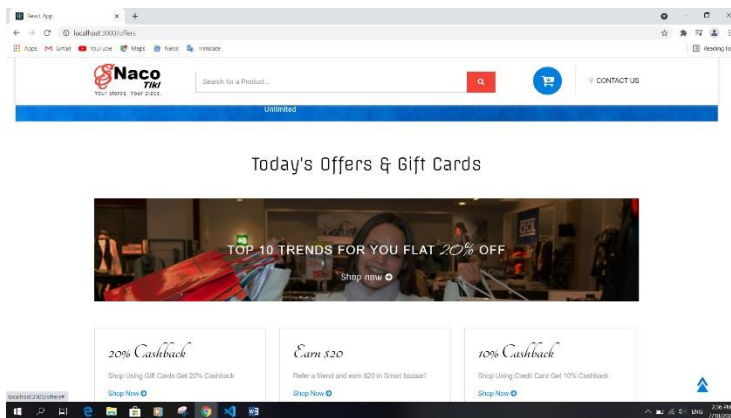 React App
localhost:3000/offers
Apps Gmail YouTube Maps News Translate Reading list
Naco
Tiki
Your stores. Your place.
Search for a Product...
CONTACT US
Unlimited
Today's Offers & Gift Cards
TOP 10 TRENDS FOR YOU FLAT 20% OFF
Shop now
20% Cashback
Earn $20
10% Cashback
Shop Using Gift Cards Get 20% Cashback
Refer a friend and earn $20 in Smart bazaar!
Shop Using Credit Card Get 10% Cashback
Shop Now
Shop Now
Shop Now
localhost:3000/offers#
ENG
2:36 PM